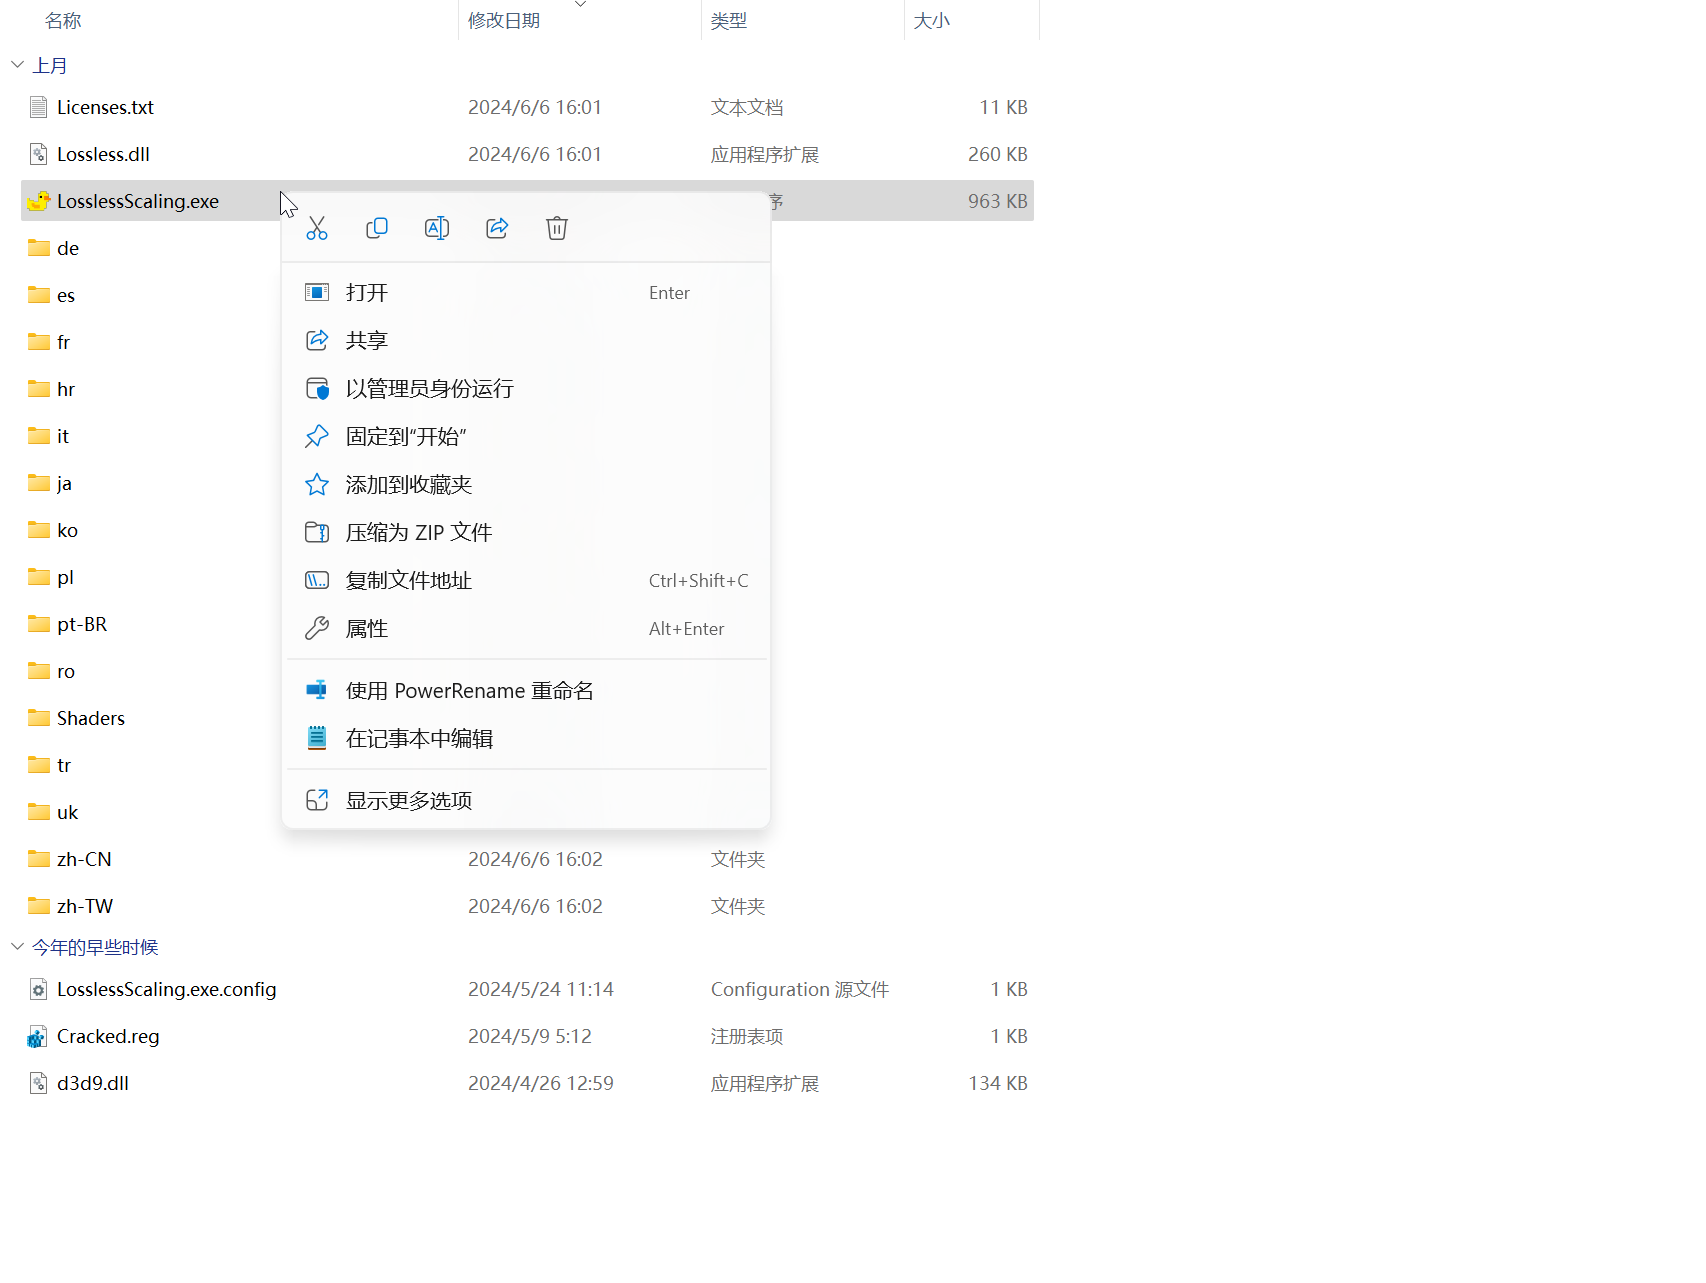 名称 修改日期 类型 大小
上月
Licenses.txt 2024/6/6 16:01 文本文档 11 KB
Lossless.dll 2024/6/6 16:01 应用程序扩展 260 KB
LosslessScaling.exe 序 963 KB
de
es
打开 Enter
fr
共享
hr
以管理员身份运行
it
固定到“开始”
ja
添加到收藏夹
ko
压缩为 ZIP 文件
pl
复制文件地址 Ctrl+Shift+C
pt-BR
属性 Alt+Enter
ro
使用 PowerRename 重命名
Shaders
在记事本中编辑
tr
uk
显示更多选项
zh-CN 2024/6/6 16:02 文件夹
zh-TW 2024/6/6 16:02 文件夹
今年的早些时候
LosslessScaling.exe.config 2024/5/24 11:14 Configuration 源文件 1 KB
Cracked.reg 2024/5/9 5:12 注册表项 1 KB
d3d9.dll 2024/4/26 12:59 应用程序扩展 134 KB